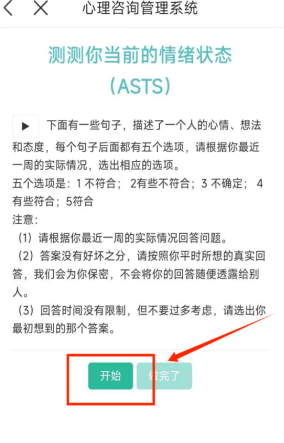 心理咨询管理系统
测测你当前的情绪状态
（ASTS）
下面有一些句子，描述了一个人的心情、想法
和态度，每个句子后面都有五个选项，请根据你最近
一周的实际情况，选出相应的选项。
五个选项是：1 不符合； 2有些不符合；3 不确定； 4
有些符合；5符合
注意：
（1）请根据你最近一周的实际情况回答问题。
（2）答案没有好坏之分，请按照你平时所想的真实回
答，我们会为你保密，不会将你的回答随便透露给别
人。
（3）回答时间没有限制，但不要过多考虑，请选出你
最初想到的那个答案。
开始 做完了